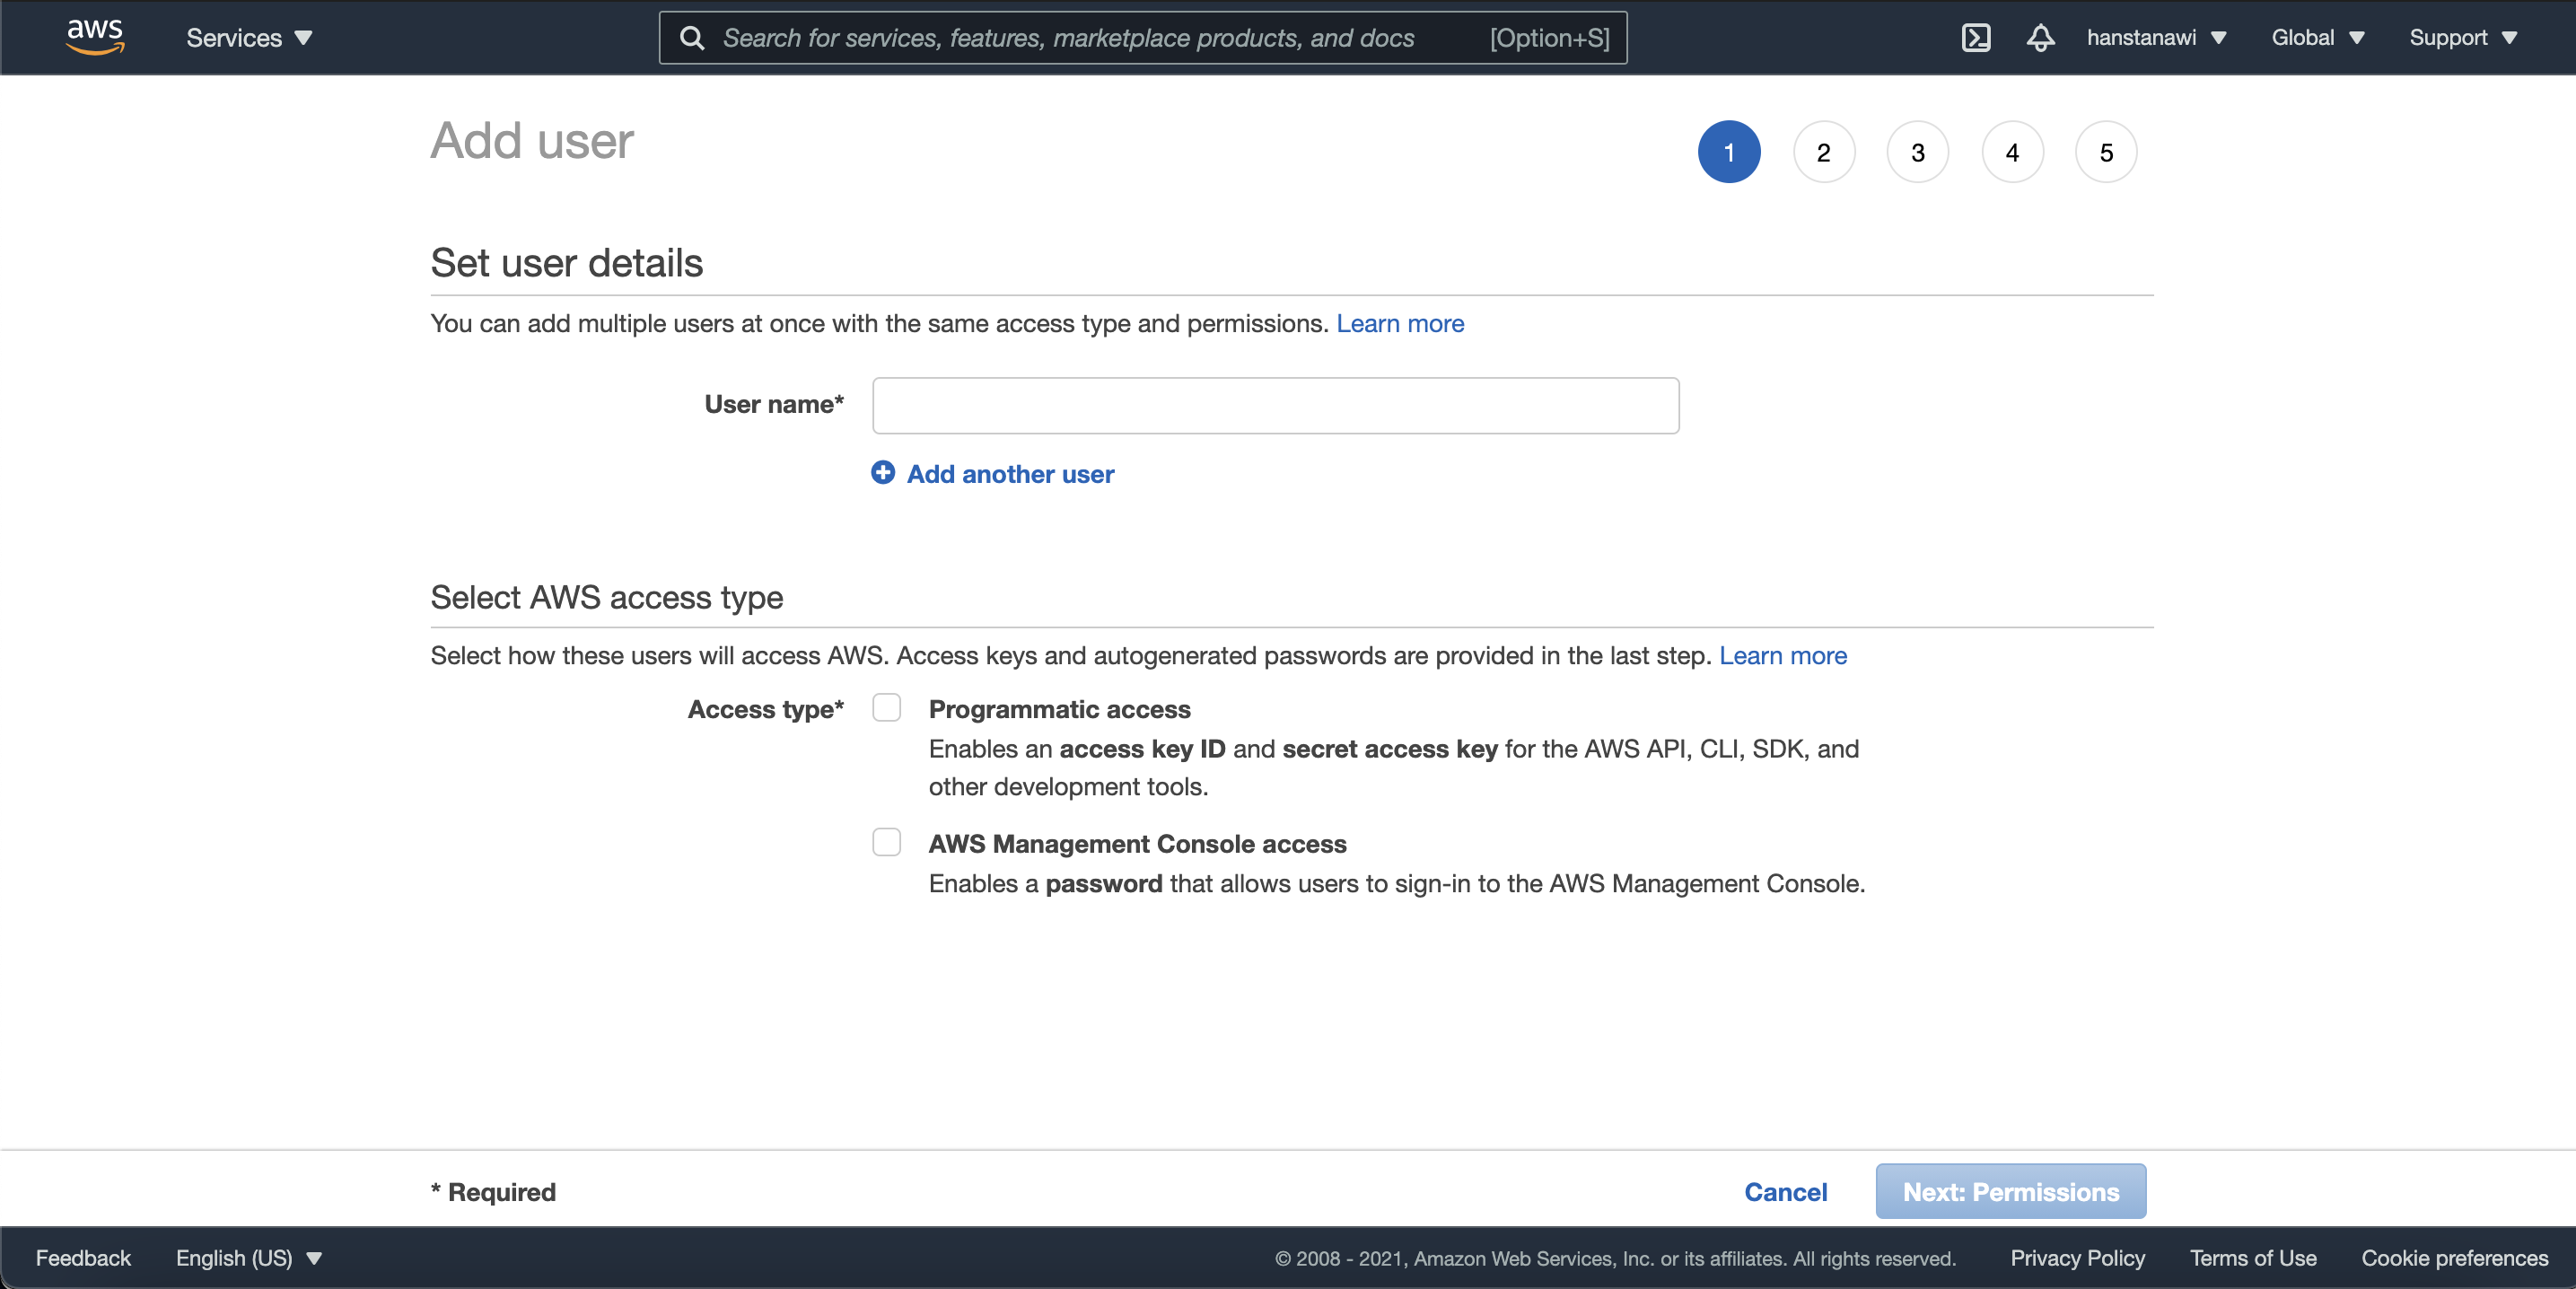 aws
Services
Search for services, features, marketplace products, and docs [Option+S]
hanstanawi
Global
Support
Add user
1 2 3 4 5
Set user details
You can add multiple users at once with the same access type and permissions. Learn more
User name*
Add another user
Select AWS access type
Select how these users will access AWS. Access keys and autogenerated passwords are provided in the last step. Learn more
Access type*
Programmatic access
Enables an access key ID and secret access key for the AWS API, CLI, SDK, and
other development tools.
AWS Management Console access
Enables a password that allows users to sign-in to the AWS Management Console.
* Required
Cancel
Next: Permissions
Feedback
English (US)
© 2008 - 2021, Amazon Web Services, Inc. or its affiliates. All rights reserved.
Privacy Policy
Terms of Use
Cookie preferences